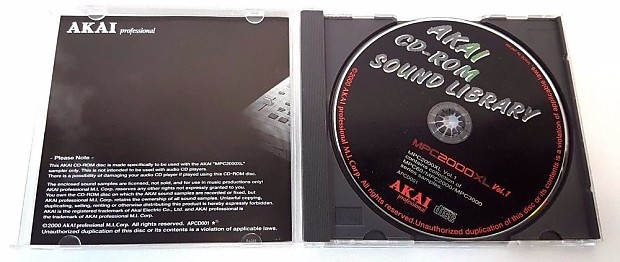 AKAI professional
- Please Note -
This AKAI CD-ROM disc is made specifically to be used with the AKAI "MPC2000XL"
sampler only. This is not intended to be used with audio CD players.
There is a possibility of damaging your audio CD player if played using this CD-ROM disc.
The enclosed sound samples are licensed, not sold, and for use in music productions only!
AKAI professional M.I. Corp. reserves any other rights not expressly granted to you.
You own the CD-ROM disc on which the AKAI sound samples are recorded or fixed, but
AKAI professional M.I. Corp. retains the ownership of all sound samples. Unlawful copying,
duplicating, selling, renting or otherwise distributing this product is hereby expressly forbidden.
AKAI is the registered trademark of Akai Electric Co., Ltd. and AKAI professional is
the trademark of AKAI professional M.I. Corp.
©2000 AKAI professional M.I.Corp. All rights reserved. APCD001
Unauthorized duplication of this disc or its contents is violation of applicable laws.
AKAI
CD-ROM
SOUND LIBRARY
MPC2000XL Vol.1
MPC2000XL Vol.1
MPC60/MPC2000/MPC3000
AKAI
professional
©2000 AKAI professional M.I.Corp. All rights reserved.Unauthorized duplication of this disc or its contents is a violation of applicable laws.